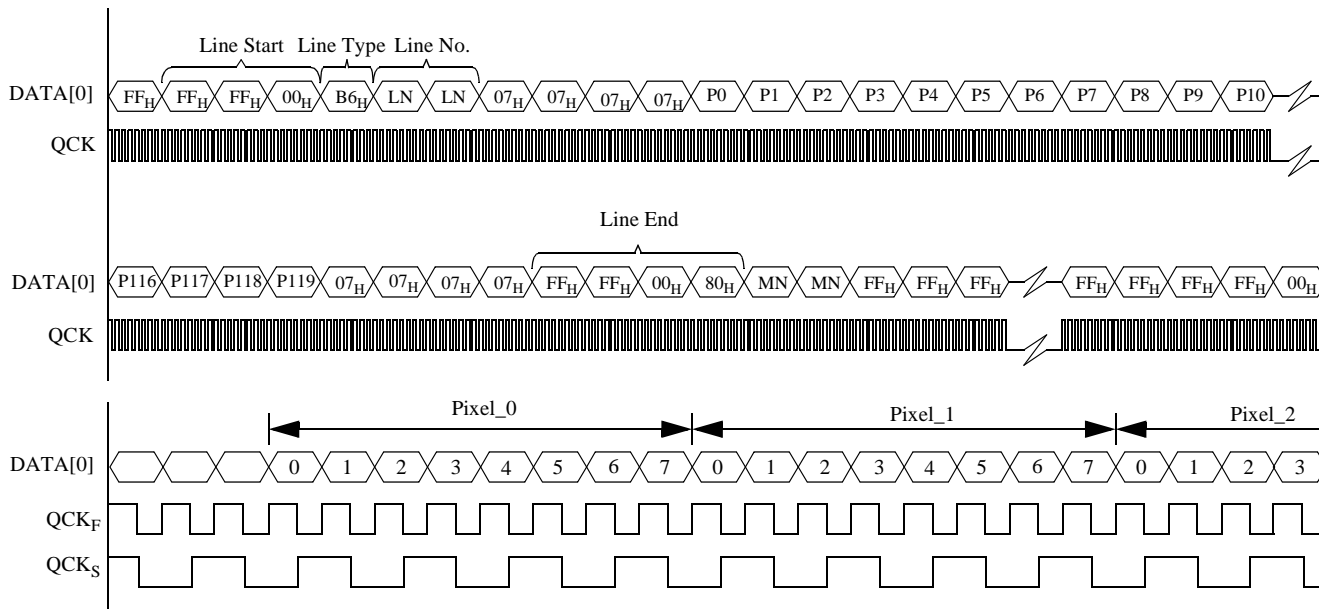 Line Start Line Type Line No.
DATA[0] FFH FFH FFH 00H B6H LN LN 07H 07H 07H 07H P0 P1 P2 P3 P4 P5 P6 P7 P8 P9 P10
QCK
Line End
DATA[0] P116 P117 P118 P119 07H 07H 07H 07H FFH FFH 00H 80H MN MN FFH FFH FFH FFH FFH FFH FFH 00H
QCK
Pixel_0 Pixel_1 Pixel_2
DATA[0] 0 1 2 3 4 5 6 7 0 1 2 3 4 5 6 7 0 1 2 3
QCKF
QCKS